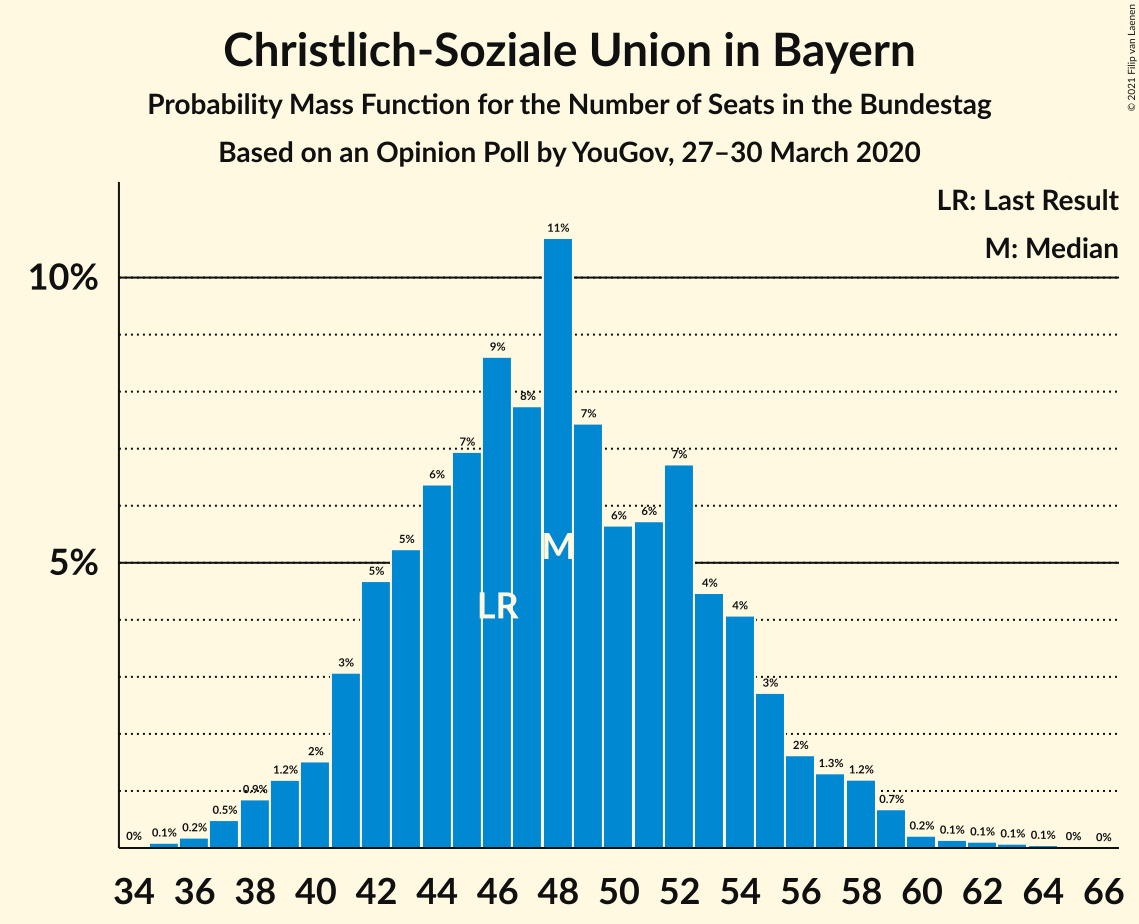 Christlich-Soziale Union in Bayern
Probability Mass Function for the Number of Seats in the Bundestag
Based on an Opinion Poll by YouGov, 27–30 March 2020
© 2021 Filip van Laenen
LR: Last Result
M: Median
10%
5%
0% 0.1% 0.2% 0.5% 0.9% 1.2% 2% 3% 5% 5% 6% 7% 9% 8% 11% 7% 6% 6% 7% 4% 4% 3% 2% 1.3% 1.2% 0.7% 0.2% 0.1% 0.1% 0.1% 0.1% 0% 0%
M
LR
34 36 38 40 42 44 46 48 50 52 54 56 58 60 62 64 66